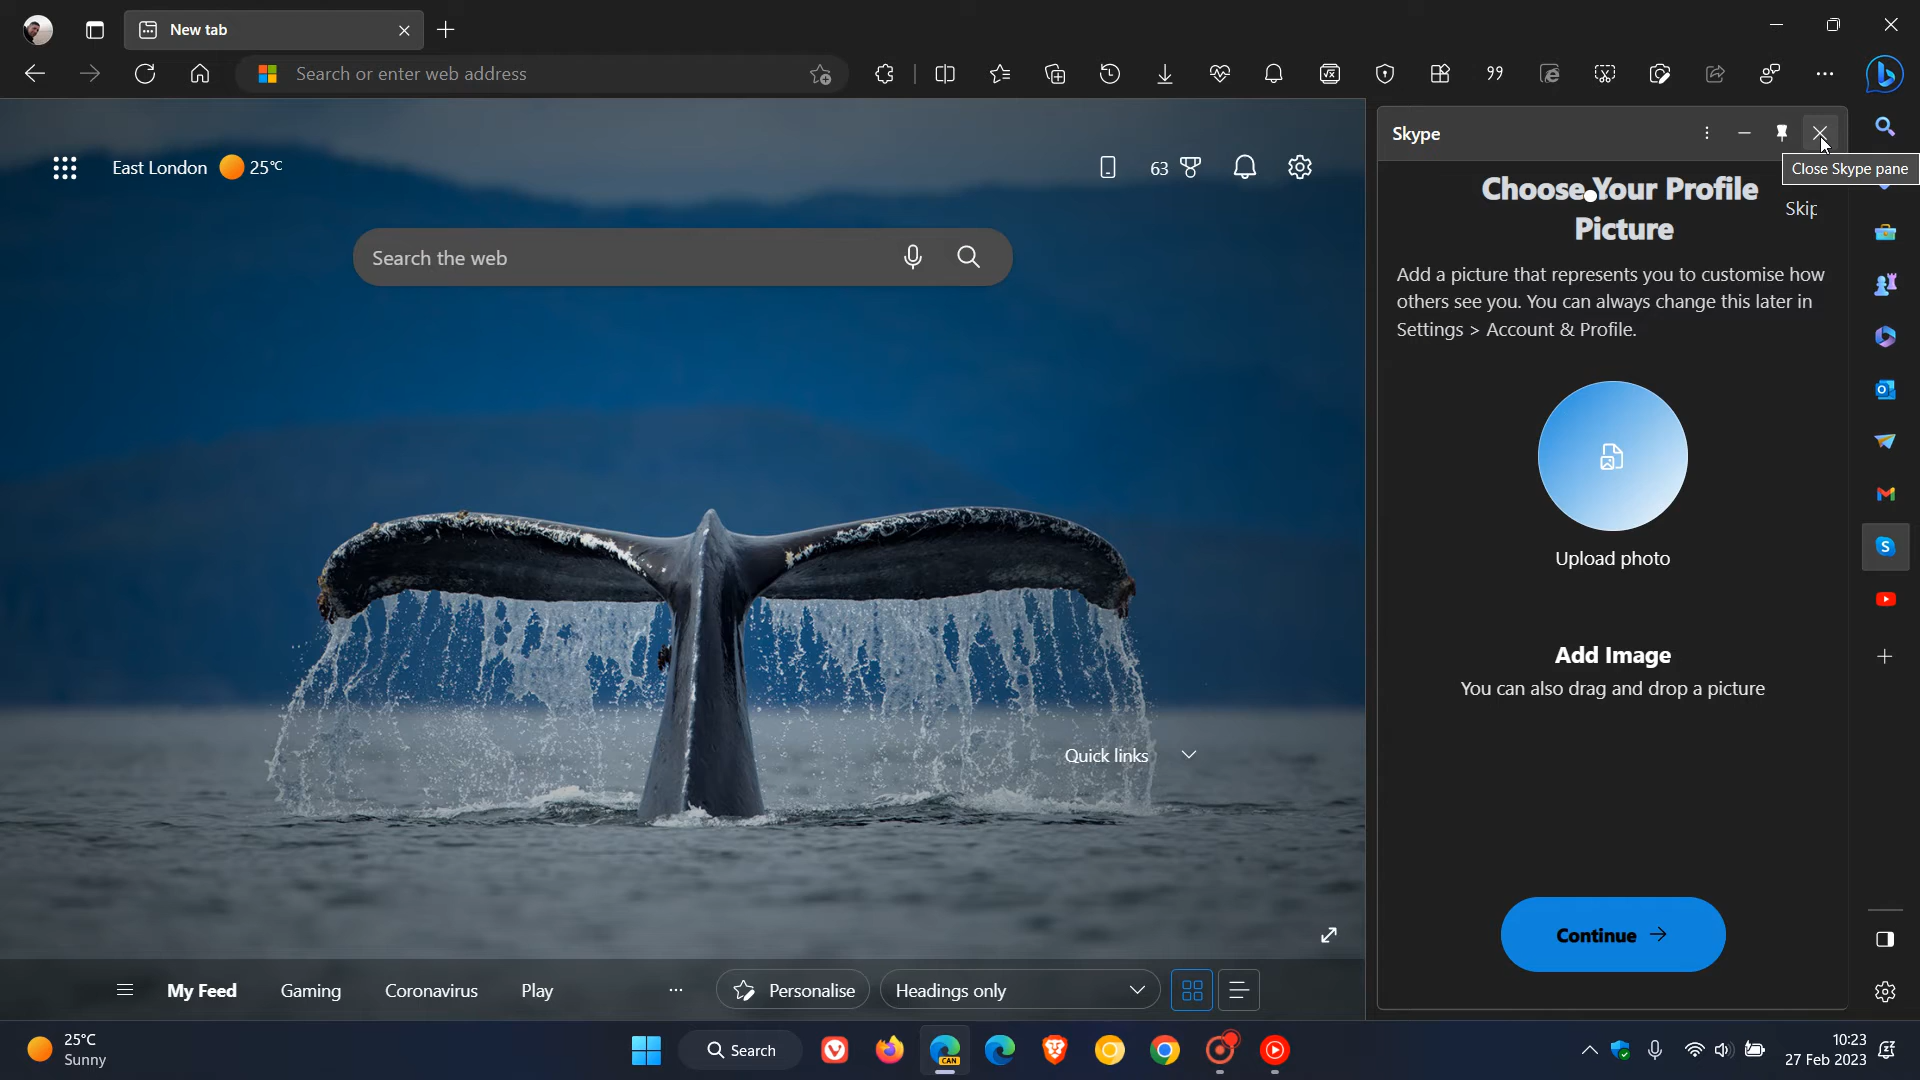 New tab
Search or enter web address
East London 25°C
63
Search the web
Skype
Close Skype pane
Choose Your Profile
Picture
Skip
Add a picture that represents you to customise how
others see you. You can always change this later in
Settings > Account & Profile.
Upload photo
Add Image
You can also drag and drop a picture
Continue
Quick links
My Feed
Gaming
Coronavirus
Play
Personalise
Headings only
25°C
Sunny
Search
CAN
10:23
27 Feb 2023